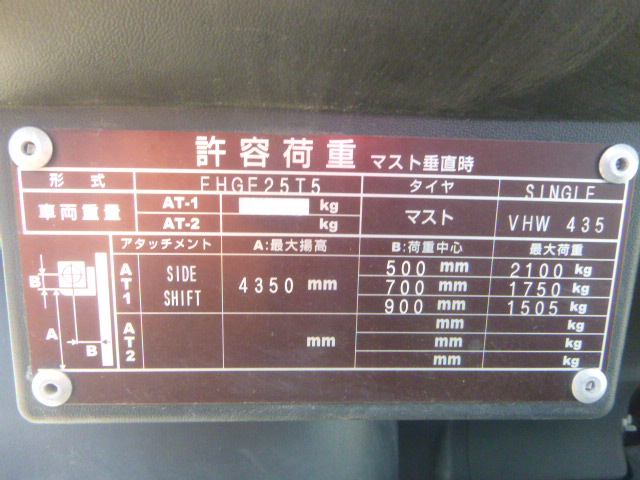 許容荷重 マスト垂直時
形式 FHGE25T5 タイヤ SINGLE
車両重量 AT-1 kg マスト VHW 435
AT-2 kg
アタッチメント A:最大揚高 B:荷重中心 最大荷重
AT1 SIDE SHIFT 4350 mm 500 mm 2100 kg
700 mm 1750 kg
900 mm 1505 kg
AT2 mm mm kg
mm kg
mm kg
B
A
B